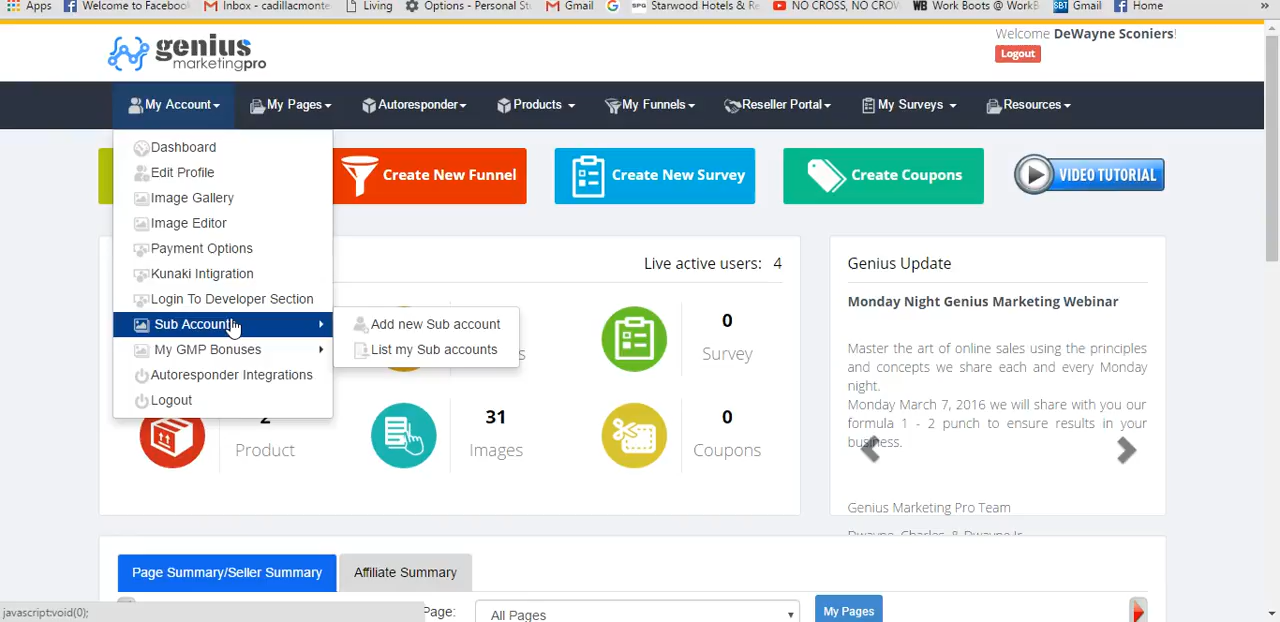 Apps Welcome to Facebook Inbox - cadillacmonte Living Options - Personal St Gmail Starwood Hotels & Re NO CROSS, NO CROW Work Boots @ WorkB Gmail Home »
genius
marketingpro
Welcome DeWayne Sconiers!
Logout
My Account My Pages Autoresponder Products My Funnels Reseller Portal My Surveys Resources
Dashboard
Edit Profile
Image Gallery
Image Editor
Payment Options
Kunaki Intigration
Login To Developer Section
Sub Account
Add new Sub account
List my Sub accounts
My GMP Bonuses
Autoresponder Integrations
Logout
Create New Funnel
Create New Survey
Create Coupons
VIDEO TUTORIAL
Live active users: 4
s
0
Survey
2
Product
31
Images
0
Coupons
Genius Update
Monday Night Genius Marketing Webinar
Master the art of online sales using the principles
and concepts we share each and every Monday
night.
Monday March 7, 2016 we will share with you our
formula 1 - 2 punch to ensure results in your
business.
Genius Marketing Pro Team
Dwayne, Charles, & Dwayne Jr.
Page Summary/Seller Summary
Affiliate Summary
Page:
All Pages
My Pages
javascript:void(0);